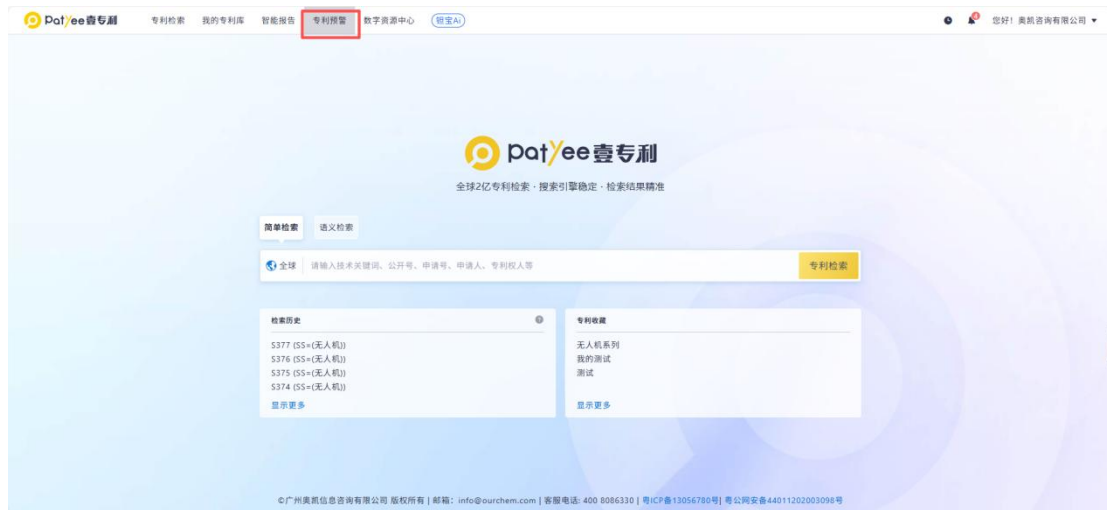 patyee壹专利 专利检索 我的专利库 智能报告 专利预警 数字资源中心 钽宝Ai 4 您好！奥凯咨询有限公司
patyee壹专利
全球2亿专利检索·搜索引擎稳定·检索结果精准
简单检索 语义检索
全球 请输入技术关键词、公开号、申请号、申请人、专利权人等 专利检索
检索历史 ? 专利收藏
S377 (SS=(无人机)) 无人机系列
S376 (SS=(无人机)) 我的测试
S375 (SS=(无人机)) 测试
S374 (SS=(无人机))
显示更多 显示更多
©广州奥凯信息咨询有限公司 版权所有 | 邮箱：info@ourchem.com | 客服电话: 400 8086330 | 粤ICP备13056780号| 粤公网安备44011202003098号